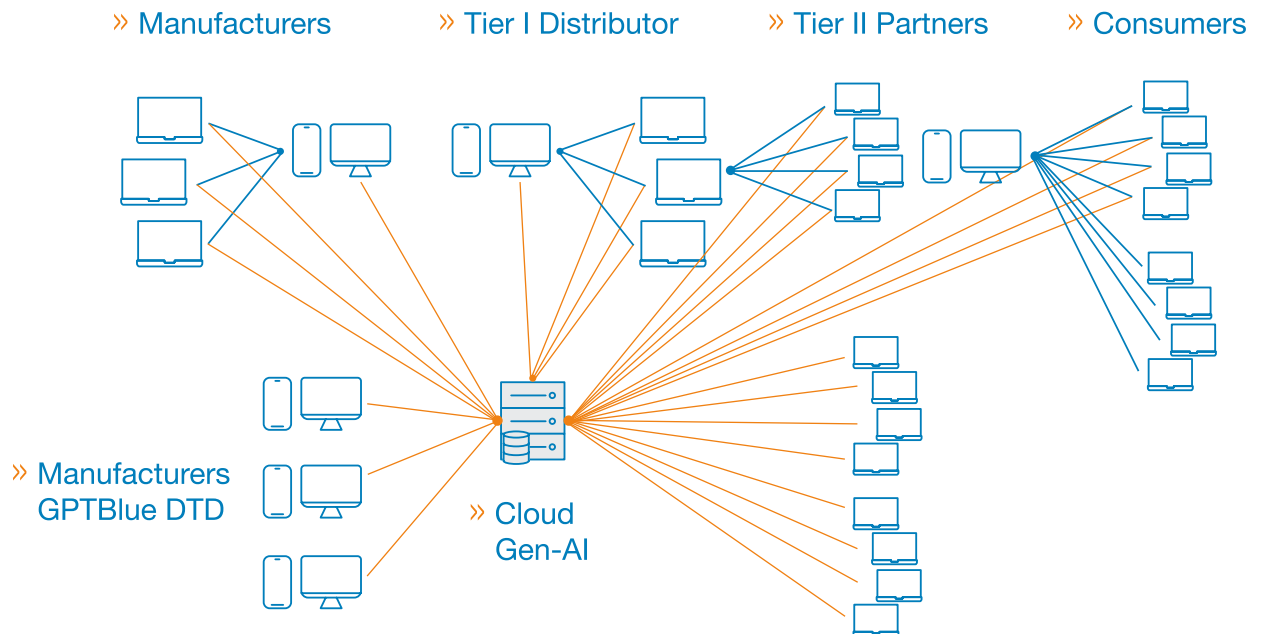 » Manufacturers
» Tier I Distributor
» Tier II Partners
» Consumers
» Manufacturers
GPTBlue DTD
» Cloud
Gen-AI